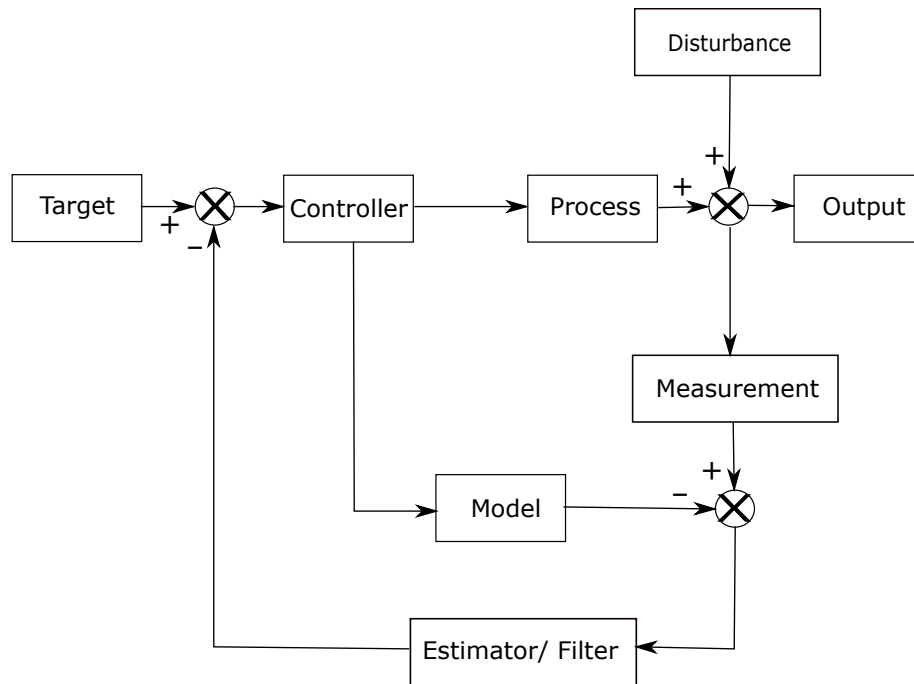 Disturbance
+
Target
+
−
Controller
Process
+
Output
Measurement
+
−
Model
Estimator/ Filter